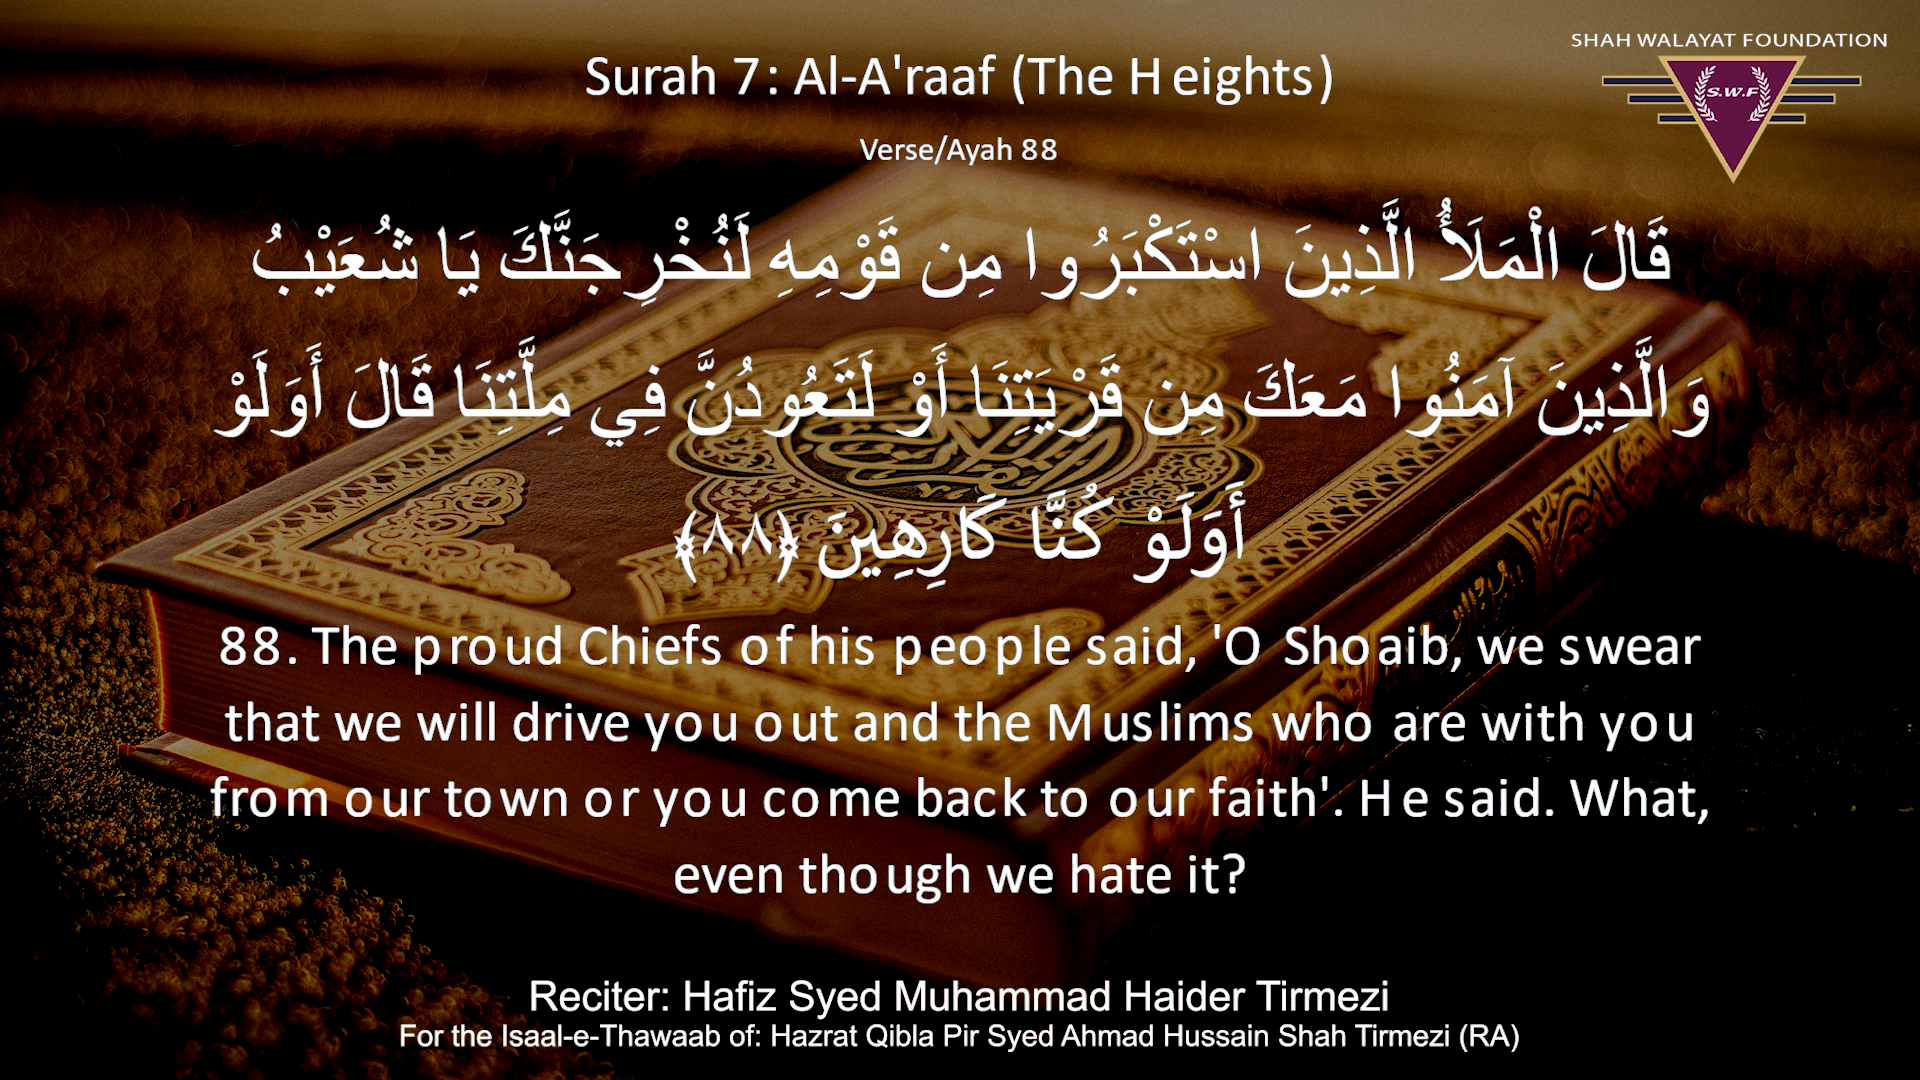 SHAH WALAYAT FOUNDATION
S.W.F
Surah 7: Al-A'raaf (The Heights)
Verse/Ayah 88
قَالَ الْمَلَأُ الَّذِينَ اسْتَكْبَرُوا مِن قَوْمِهِ لَنُخْرِجَنَّكَ يَا شُعَيْبُ
وَالَّذِينَ آمَنُوا مَعَكَ مِن قَرْيَتِنَا أَوْ لَتَعُودُنَّ فِي مِلَّتِنَا قَالَ أَوَلَوْ
أَوَلَوْ كُنَّا كَارِهِينَ ﴿٨٨﴾
88. The proud Chiefs of his people said, 'O Shoaib, we swear
that we will drive you out and the Muslims who are with you
from our town or you come back to our faith'. He said. What,
even though we hate it?
Reciter: Hafiz Syed Muhammad Haider Tirmezi
For the Isaal-e-Thawaab of: Hazrat Qibla Pir Syed Ahmad Hussain Shah Tirmezi (RA)